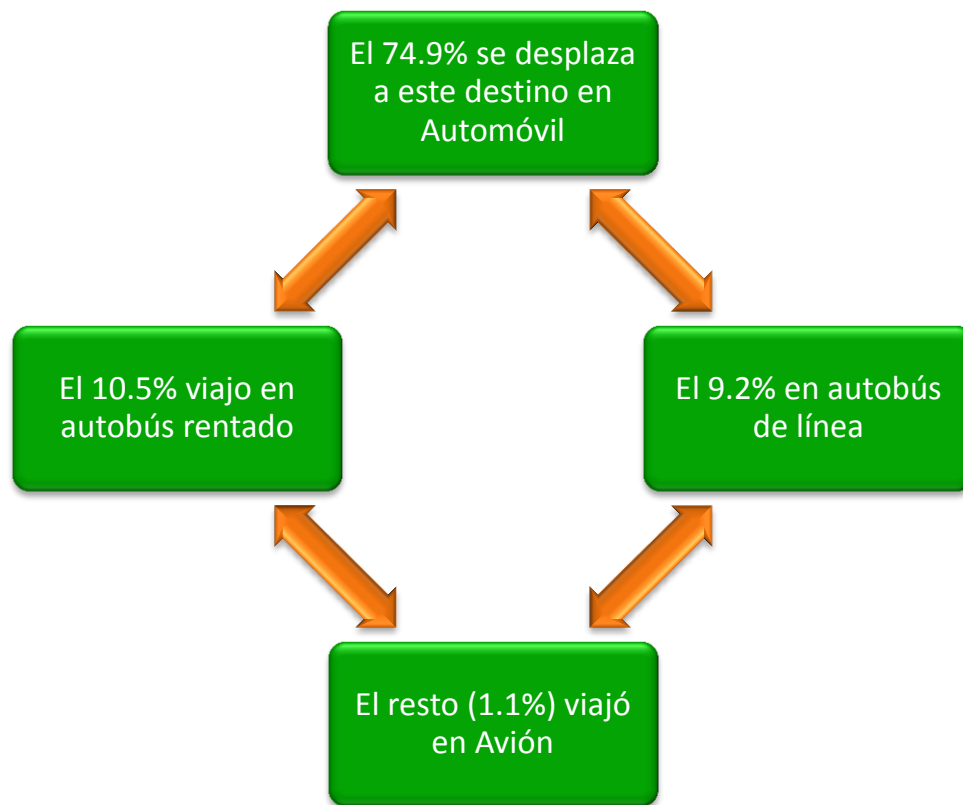 El 74.9% se desplaza
a este destino en
Automóvil
El 10.5% viajo en
autobús rentado
El 9.2% en autobús
de línea
El resto (1.1%) viajó
en Avión